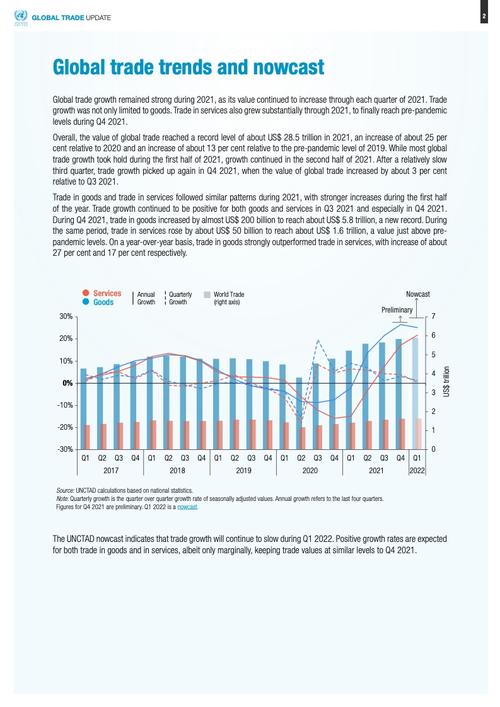 GLOBAL TRADE UPDATE
2
Global trade trends and nowcast
Global trade growth remained strong during 2021, as its value continued to increase through each quarter of 2021. Trade
growth was not only limited to goods. Trade in services also grew substantially through 2021, to finally reach pre-pandemic
levels during Q4 2021.
Overall, the value of global trade reached a record level of about US$ 28.5 trillion in 2021, an increase of about 25 per
cent relative to 2020 and an increase of about 13 per cent relative to the pre-pandemic level of 2019. While most global
trade growth took hold during the first half of 2021, growth continued in the second half of 2021. After a relatively slow
third quarter, trade growth picked up again in Q4 2021, when the value of global trade increased by about 3 per cent
relative to Q3 2021.
Trade in goods and trade in services followed similar patterns during 2021, with stronger increases during the first half
of the year. Trade growth continued to be positive for both goods and services in Q3 2021 and especially in Q4 2021.
During Q4 2021, trade in goods increased by almost US$ 200 billion to reach about US$ 5.8 trillion, a new record. During
the same period, trade in services rose by about US$ 50 billion to reach about US$ 1.6 trillion, a value just above pre-
pandemic levels. On a year-over-year basis, trade in goods strongly outperformed trade in services, with increase of about
27 per cent and 17 per cent respectively.
Services
Goods
Annual
Growth
Quarterly
Growth
World Trade
(right axis)
Nowcast
Preliminary
30%
20%
10%
0%
-10%
-20%
-30%
7
6
5
4
3
2
1
0
US$ trillion
Q1 Q2 Q3 Q4 Q1 Q2 Q3 Q4 Q1 Q2 Q3 Q4 Q1 Q2 Q3 Q4 Q1 Q2 Q3 Q4 Q1
2017 2018 2019 2020 2021 2022
Source: UNCTAD calculations based on national statistics.
Note: Quarterly growth is the quarter over quarter growth rate of seasonally adjusted values. Annual growth refers to the last four quarters.
Figures for Q4 2021 are preliminary. Q1 2022 is a nowcast.
The UNCTAD nowcast indicates that trade growth will continue to slow during Q1 2022. Positive growth rates are expected
for both trade in goods and in services, albeit only marginally, keeping trade values at similar levels to Q4 2021.